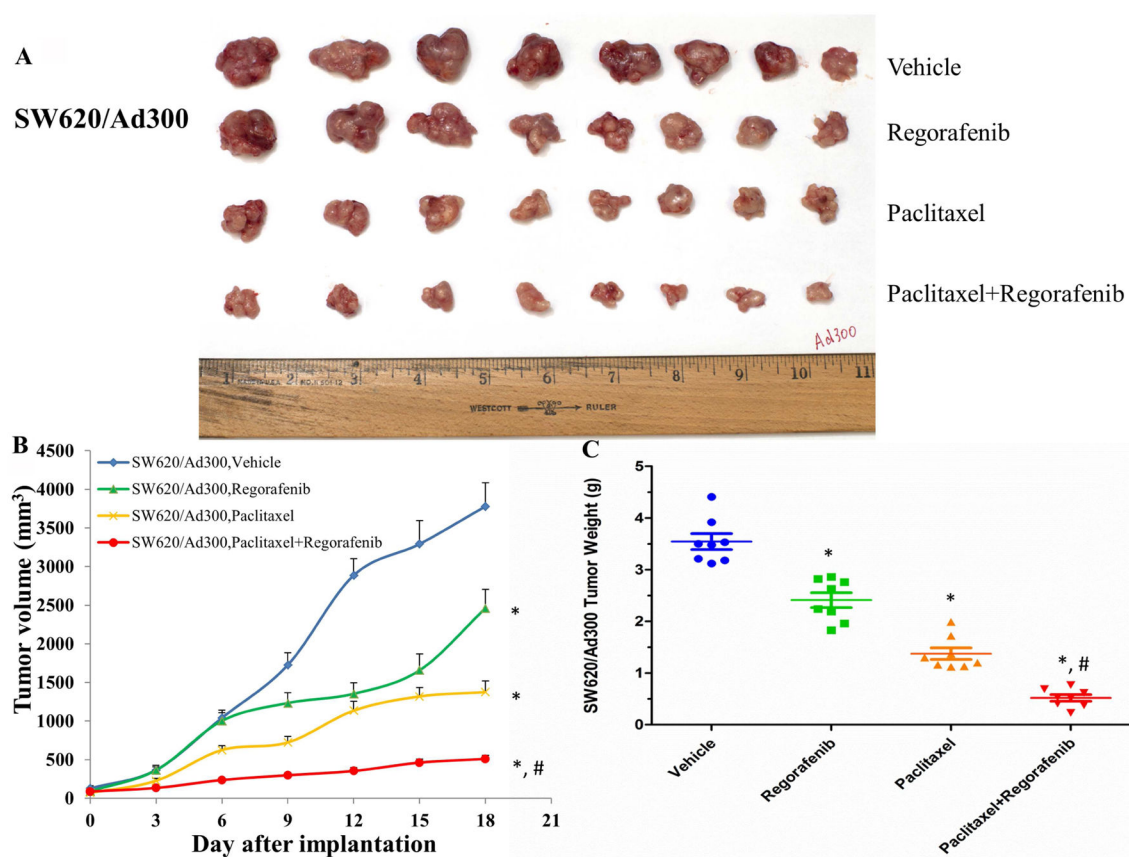 A
SW620/Ad300
Vehicle
Regorafenib
Paclitaxel
Paclitaxel+Regorafenib
Ad300
1 2 3 4 5 6 7 8 9 10 11
WESTCOTT RULER
B
Tumor volume (mm³)
4500
4000
3500
3000
2500
2000
1500
1000
500
0
SW620/Ad300,Vehicle
SW620/Ad300,Regorafenib
SW620/Ad300,Paclitaxel
SW620/Ad300,Paclitaxel+Regorafenib
*
*
*, #
0 3 6 9 12 15 18 21
Day after implantation
C
SW620/Ad300 Tumor Weight (g)
5
4
3
2
1
0
*
*
*, #
Vehicle
Regorafenib
Paclitaxel
Paclitaxel+Regorafenib